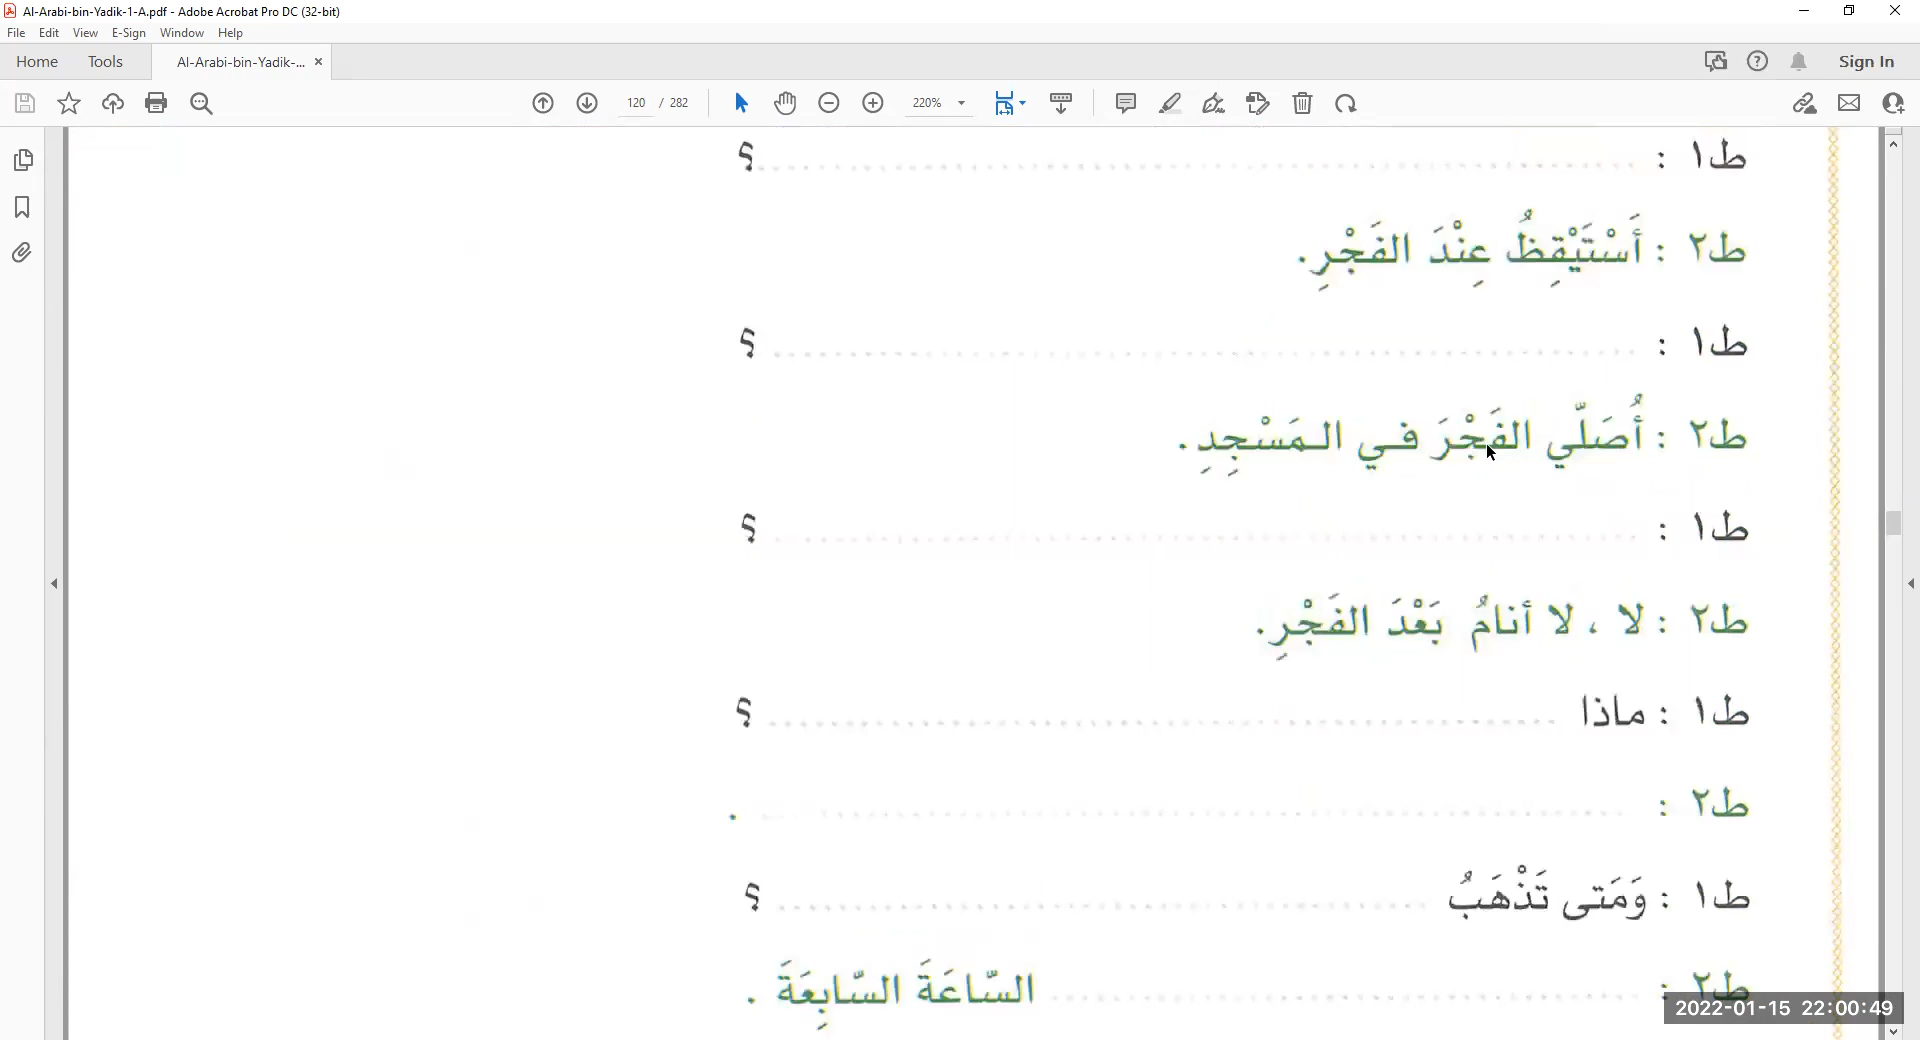 Al-Arabi-bin-Yadik-1-A.pdf - Adobe Acrobat Pro DC (32-bit)
File Edit View E-Sign Window Help
Home Tools Al-Arabi-bin-Yadik-... × Sign In
120 / 282 220%
ط١ : ........................................ ؟
ط٢ : أَسْتَيْقِظُ عِنْدَ الفَجْرِ.
ط١ : ........................................ ؟
ط٢ : أُصَلّي الفَجْرَ في المَسْجِدِ.
ط١ : ........................................ ؟
ط٢ : لا ، لا أنامُ بَعْدَ الفَجْرِ.
ط١ : ماذا ........................................ ؟
ط٢ : ........................................ .
ط١ : وَمَتى تَذْهَبُ ........................................ ؟
ط٢ : ........................................ السّاعَةَ السّابِعَةَ .
2022-01-15 22:00:49